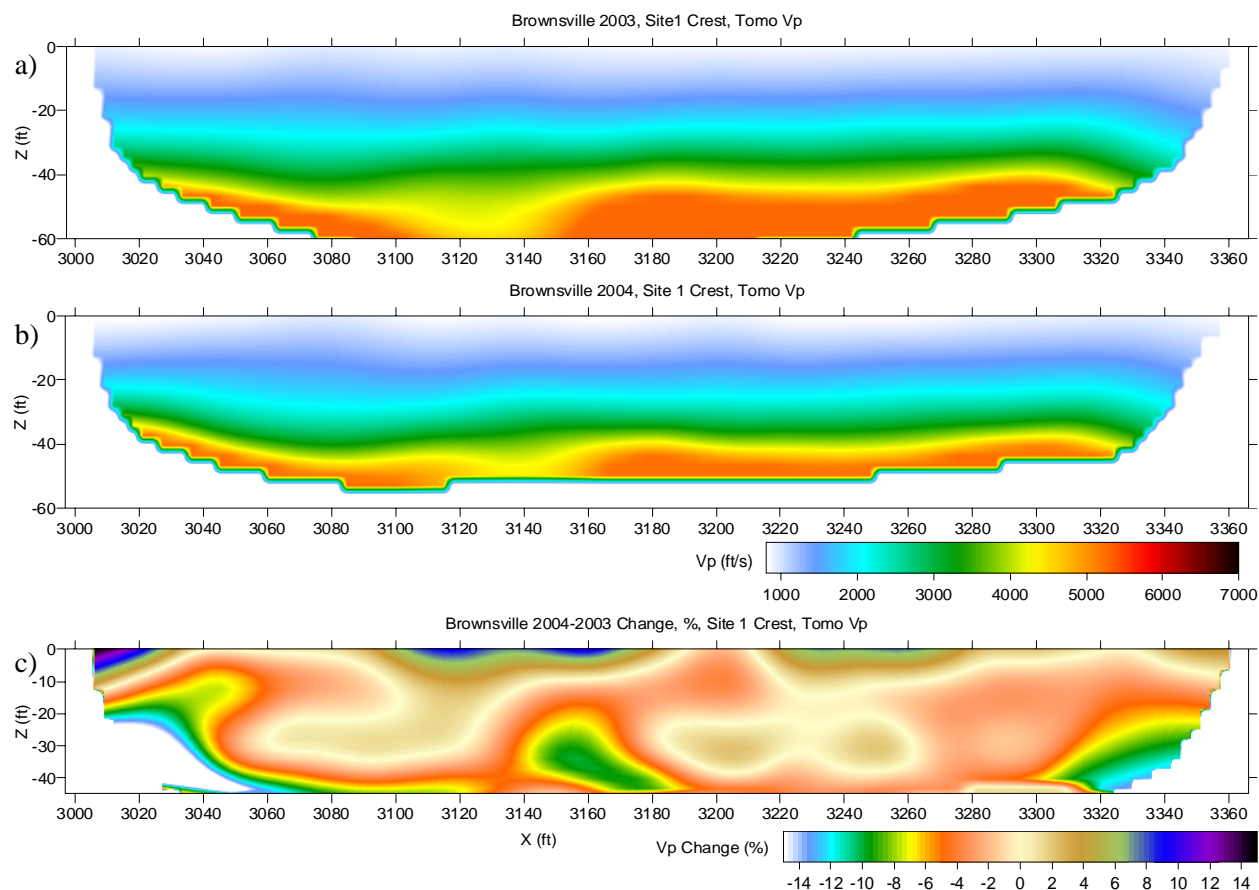 Brownsville 2003, Site1 Crest, Tomo Vp
a)
0
-20
-40
-60
Z (ft)
3000 3020 3040 3060 3080 3100 3120 3140 3160 3180 3200 3220 3240 3260 3280 3300 3320 3340 3360
Brownsville 2004, Site 1 Crest, Tomo Vp
b)
0
-20
-40
-60
Z (ft)
3000 3020 3040 3060 3080 3100 3120 3140 3160 3180 3200 3220 3240 3260 3280 3300 3320 3340 3360
Vp (ft/s)
1000 2000 3000 4000 5000 6000 7000
Brownsville 2004-2003 Change, %, Site 1 Crest, Tomo Vp
c)
0
-10
-20
-30
-40
Z (ft)
3000 3020 3040 3060 3080 3100 3120 3140 3160 3180 3200 3220 3240 3260 3280 3300 3320 3340 3360
X (ft)
Vp Change (%)
-14 -12 -10 -8 -6 -4 -2 0 2 4 6 8 10 12 14